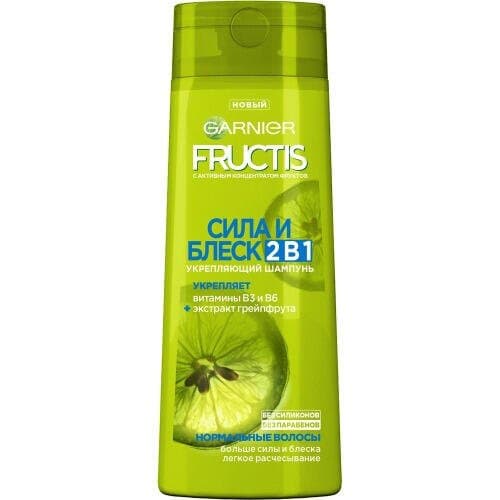 НОВЫЙ
GARNIER
FRUCTIS
С АКТИВНЫМ КОНЦЕНТРАТОМ ФРУКТОВ
СИЛА И
БЛЕСК 2В1
УКРЕПЛЯЮЩИЙ ШАМПУНЬ
УКРЕПЛЯЕТ
витамины В3 и В6
+ экстракт грейпфрута
БЕЗ СИЛИКОНОВ
БЕЗ ПАРАБЕНОВ
НОРМАЛЬНЫЕ ВОЛОСЫ
больше силы и блеска
легкое расчесывание